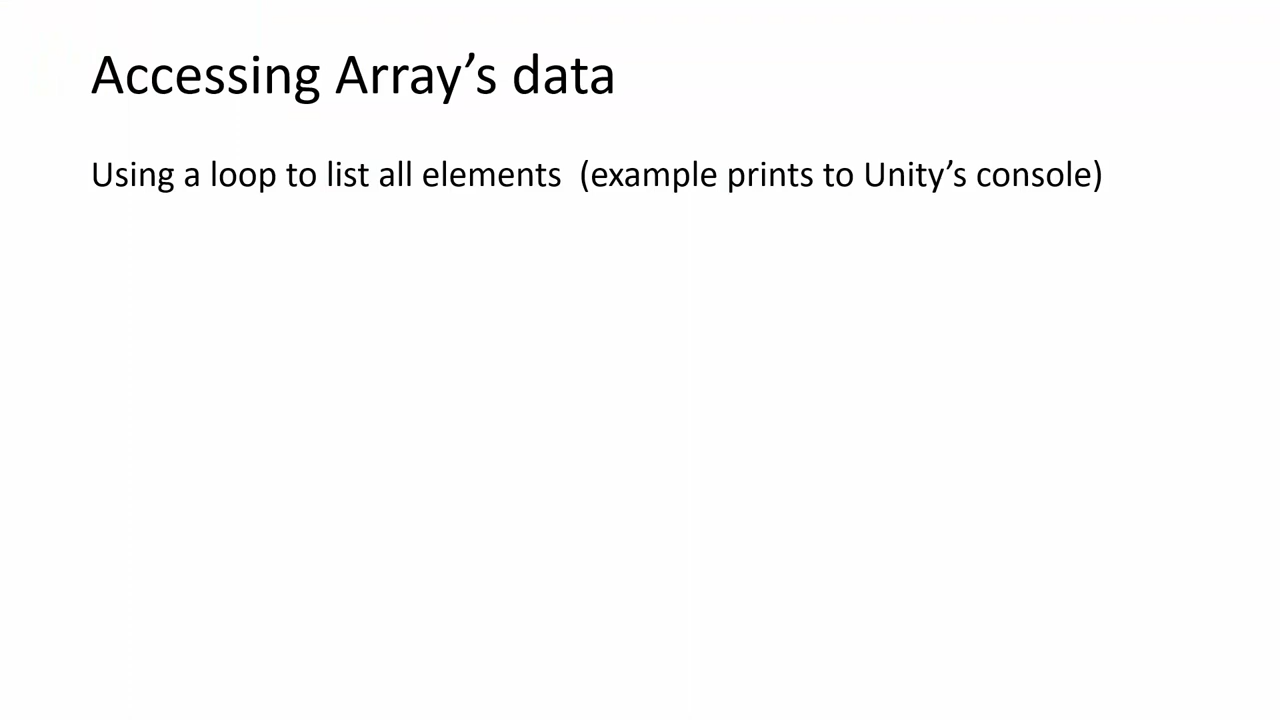 Accessing Array’s data
Using a loop to list all elements  (example prints to Unity’s console)